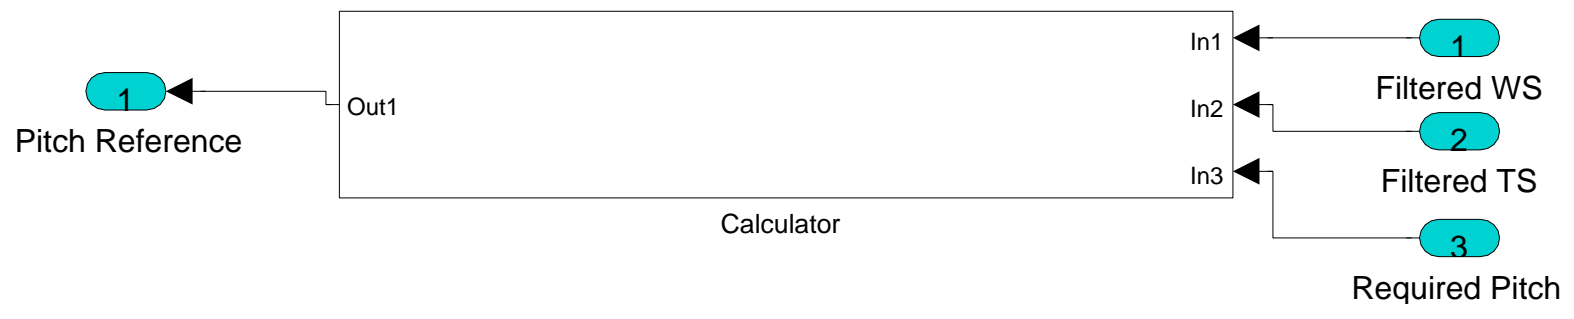 1
Pitch Reference
Out1
In1
In2
In3
Calculator
1
Filtered WS
2
Filtered TS
3
Required Pitch